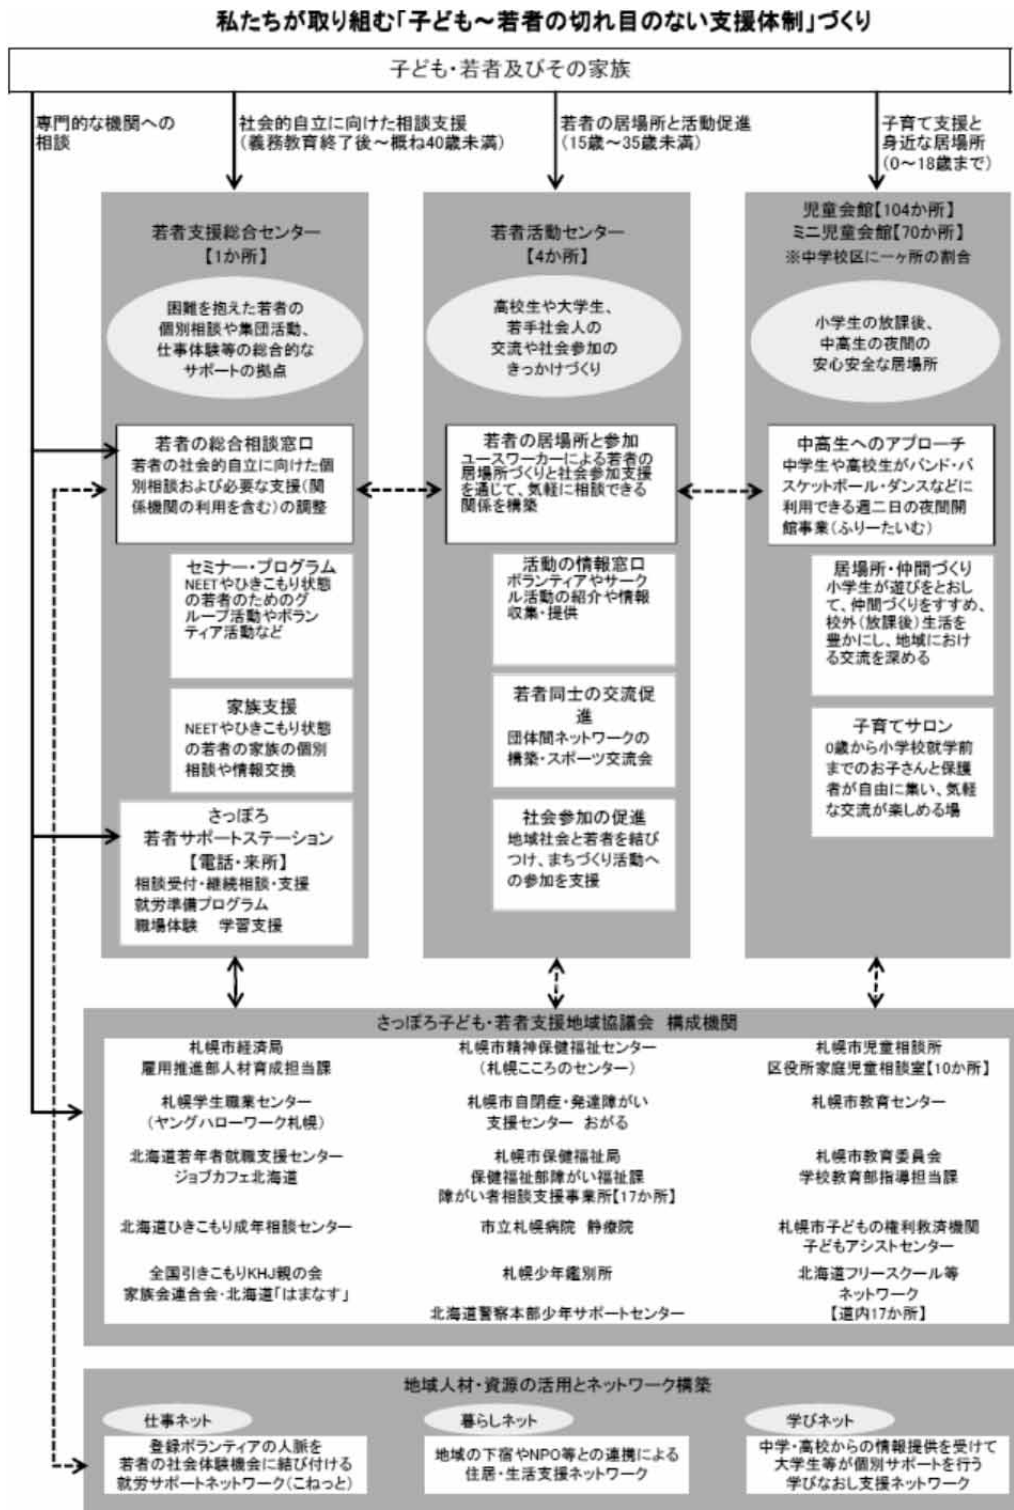 私たちが取り組む「子ども～若者の切れ目のない支援体制」づくり
子ども・若者及びその家族
専門的な機関への
相談
社会的自立に向けた相談支援
(義務教育終了後～概ね40歳未満)
若者の居場所と活動促進
(15歳～35歳未満)
子育て支援と
身近な居場所
(0～18歳まで)
若者支援総合センター
【1か所】
困難を抱えた若者の
個別相談や集団活動、
仕事体験等の総合的な
サポートの拠点
若者の総合相談窓口
若者の社会的自立に向けた個
別相談および必要な支援(関
係機関の利用を含む)の調整
セミナー・プログラム
NEETやひきこもり状態
の若者のためのグ
ループ活動やボラン
ティア活動など
家族支援
NEETやひきこもり状態
の若者の家族の個別
相談や情報交換
さっぽろ
若者サポートステーション
【電話・来所】
相談受付・継続相談・支援
就労準備プログラム
職場体験　学習支援
若者活動センター
【4か所】
高校生や大学生、
若手社会人の
交流や社会参加の
きっかけづくり
若者の居場所と参加
ユースワーカーによる若者の
居場所づくりと社会参加支援
を通じて、気軽に相談できる
関係を構築
活動の情報窓口
ボランティアやサーク
ル活動の紹介や情報
収集・提供
若者同士の交流促
進
団体間ネットワークの
構築・スポーツ交流会
社会参加の促進
地域社会と若者を結び
つけ、まちづくり活動へ
の参加を支援
児童会館【104か所】
ミニ児童会館【70か所】
※中学校区に一ヶ所の割合
小学生の放課後、
中高生の夜間の
安心安全な居場所
中高生へのアプローチ
中学生や高校生がバンド・バ
スケットボール・ダンスなどに
利用できる週二日の夜間開
館事業(ふりーたいむ)
居場所・仲間づくり
小学生が遊びをとおし
て、仲間づくりをすすめ、
校外(放課後)生活を
豊かにし、地域におけ
る交流を深める
子育てサロン
0歳から小学校就学前
までのお子さんと保護
者が自由に集い、気軽
な交流が楽しめる場
さっぽろ子ども・若者支援地域協議会　構成機関
札幌市経済局
雇用推進部人材育成担当課
札幌学生職業センター
(ヤングハローワーク札幌)
北海道若年者就職支援センター
ジョブカフェ北海道
北海道ひきこもり成年相談センター
全国引きこもりKHJ親の会
家族会連合会・北海道「はまなす」
札幌市精神保健福祉センター
(札幌こころのセンター)
札幌市自閉症・発達障がい
支援センター　おがる
札幌市保健福祉局
保健福祉部障がい福祉課
障がい者相談支援事業所【17か所】
市立札幌病院　静療院
札幌少年鑑別所
北海道警察本部少年サポートセンター
札幌市児童相談所
区役所家庭児童相談室【10か所】
札幌市教育センター
札幌市教育委員会
学校教育部指導担当課
札幌市子どもの権利救済機関
子どもアシストセンター
北海道フリースクール等
ネットワーク
【道内17か所】
地域人材・資源の活用とネットワーク構築
仕事ネット
登録ボランティアの人脈を
若者の社会体験機会に結び付ける
就労サポートネットワーク(こねっと)
暮らしネット
地域の下宿やNPO等との連携による
住居・生活支援ネットワーク
学びネット
中学・高校からの情報提供を受けて
大学生等が個別サポートを行う
学びなおし支援ネットワーク